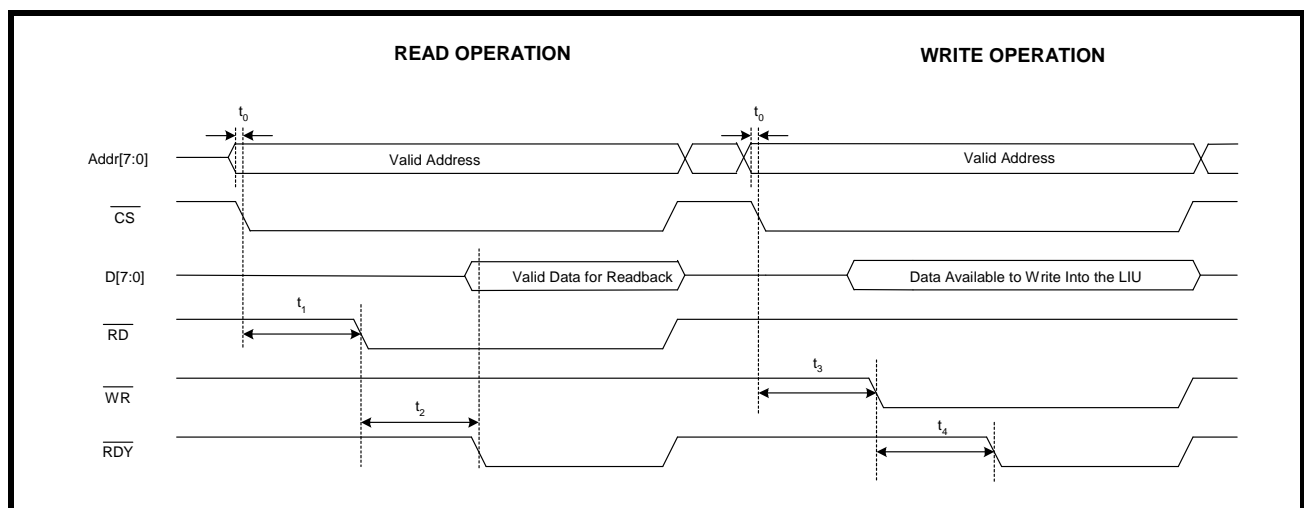 READ OPERATION WRITE OPERATION
t0 t0
Addr[7:0] Valid Address Valid Address
CS
D[7:0] Valid Data for Readback Data Available to Write Into the LIU
t1
RD
t3
WR
t2
t4
RDY